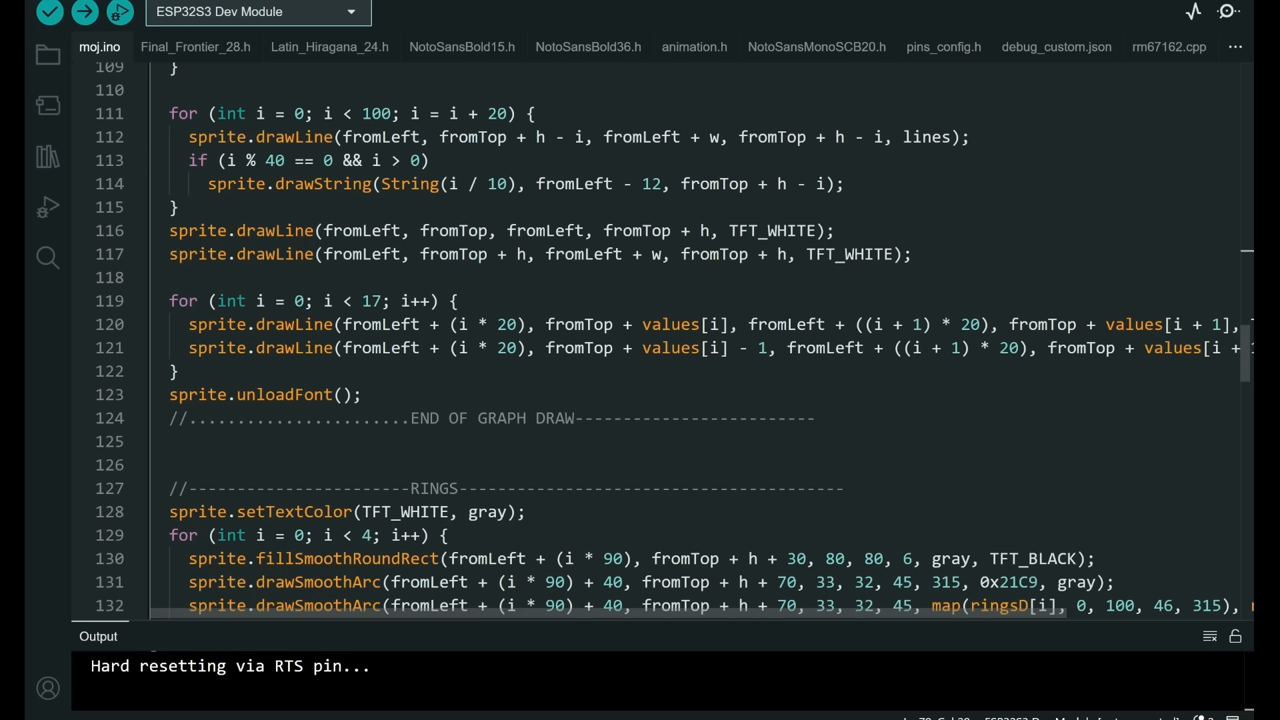 ESP32S3 Dev Module
moj.ino Final_Frontier_28.h Latin_Hiragana_24.h NotoSansBold15.h NotoSansBold36.h animation.h NotoSansMonoSCB20.h pins_config.h debug_custom.json rm67162.cpp ...
109 }
110
111 for (int i = 0; i < 100; i = i + 20) {
112 sprite.drawLine(fromLeft, fromTop + h - i, fromLeft + w, fromTop + h - i, lines);
113 if (i % 40 == 0 && i > 0)
114 sprite.drawString(String(i / 10), fromLeft - 12, fromTop + h - i);
115 }
116 sprite.drawLine(fromLeft, fromTop, fromLeft, fromTop + h, TFT_WHITE);
117 sprite.drawLine(fromLeft, fromTop + h, fromLeft + w, fromTop + h, TFT_WHITE);
118
119 for (int i = 0; i < 17; i++) {
120 sprite.drawLine(fromLeft + (i * 20), fromTop + values[i], fromLeft + ((i + 1) * 20), fromTop + values[i + 1],
121 sprite.drawLine(fromLeft + (i * 20), fromTop + values[i] - 1, fromLeft + ((i + 1) * 20), fromTop + values[i +
122 }
123 sprite.unloadFont();
124 //.......................END OF GRAPH DRAW-------------------------
125
126
127 //-----------------------RINGS----------------------------------------
128 sprite.setTextColor(TFT_WHITE, gray);
129 for (int i = 0; i < 4; i++) {
130 sprite.fillSmoothRoundRect(fromLeft + (i * 90), fromTop + h + 30, 80, 80, 6, gray, TFT_BLACK);
131 sprite.drawSmoothArc(fromLeft + (i * 90) + 40, fromTop + h + 70, 33, 32, 45, 315, 0x21C9, gray);
132 sprite.drawSmoothArc(fromLeft + (i * 90) + 40, fromTop + h + 70, 33, 32, 45, map(ringsD[i], 0, 100, 46, 315),
Output
Hard resetting via RTS pin...